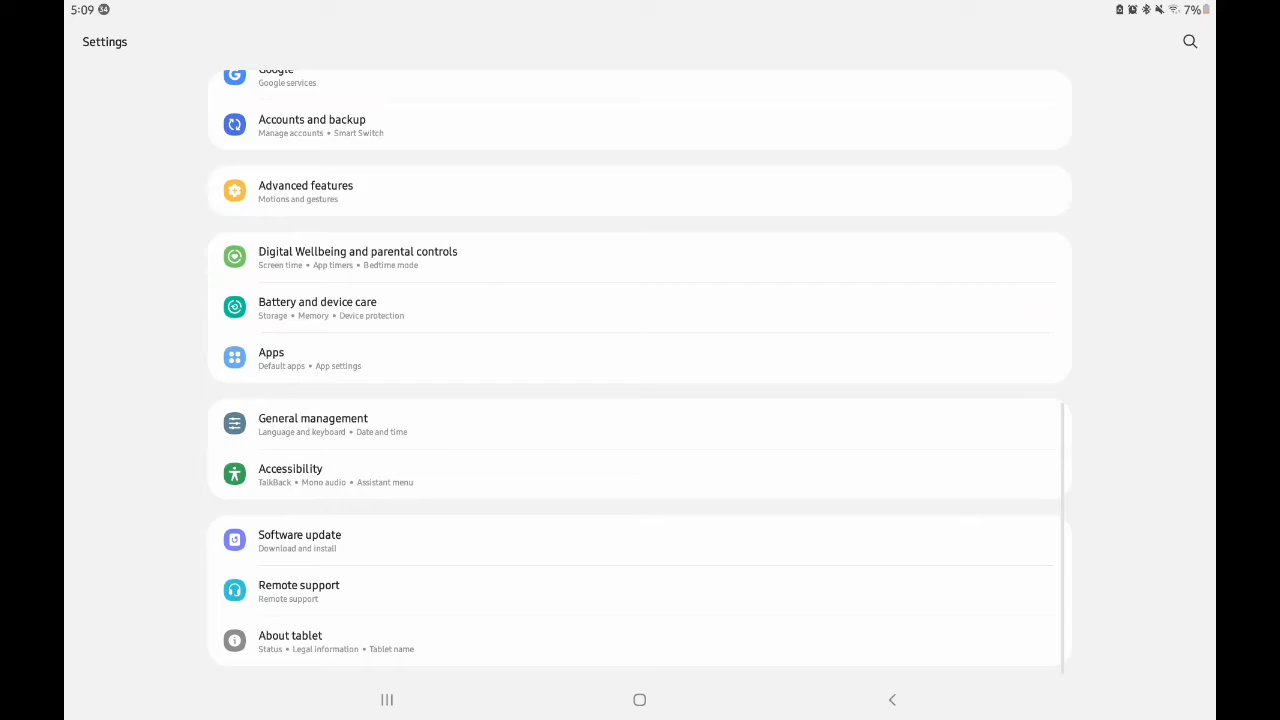 5:09 34 7%
Settings
Google
Google services
Accounts and backup
Manage accounts • Smart Switch
Advanced features
Motions and gestures
Digital Wellbeing and parental controls
Screen time • App timers • Bedtime mode
Battery and device care
Storage • Memory • Device protection
Apps
Default apps • App settings
General management
Language and keyboard • Date and time
Accessibility
TalkBack • Mono audio • Assistant menu
Software update
Download and install
Remote support
Remote support
About tablet
Status • Legal information • Tablet name